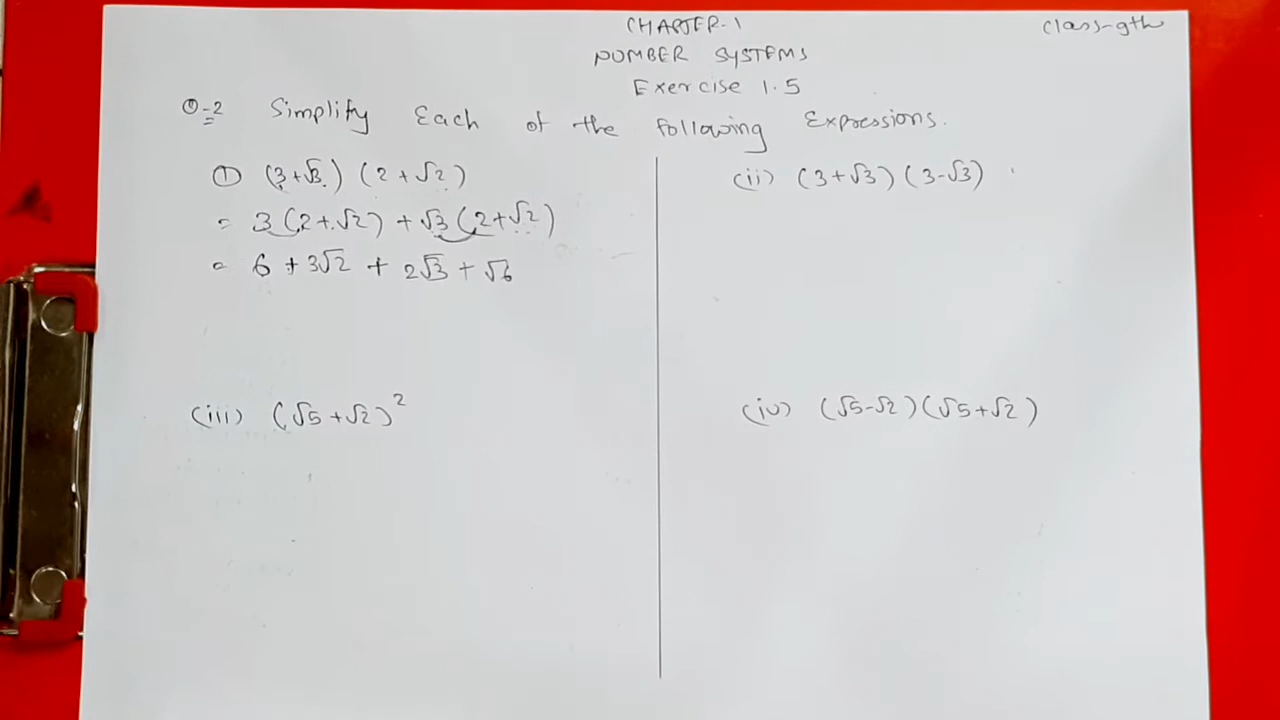 CHAPTER-1
Class-9th
NUMBER SYSTEMS
Exercise 1.5
Q-2 Simplify Each of the following Expressions.
① (3+√3) (2+√2)
= 3(2+√2) + √3(2+√2)
= 6 + 3√2 + 2√3 + √6
(ii) (3+√3)(3-√3)
(iii) (√5+√2)²
(iv) (√5-√2)(√5+√2)